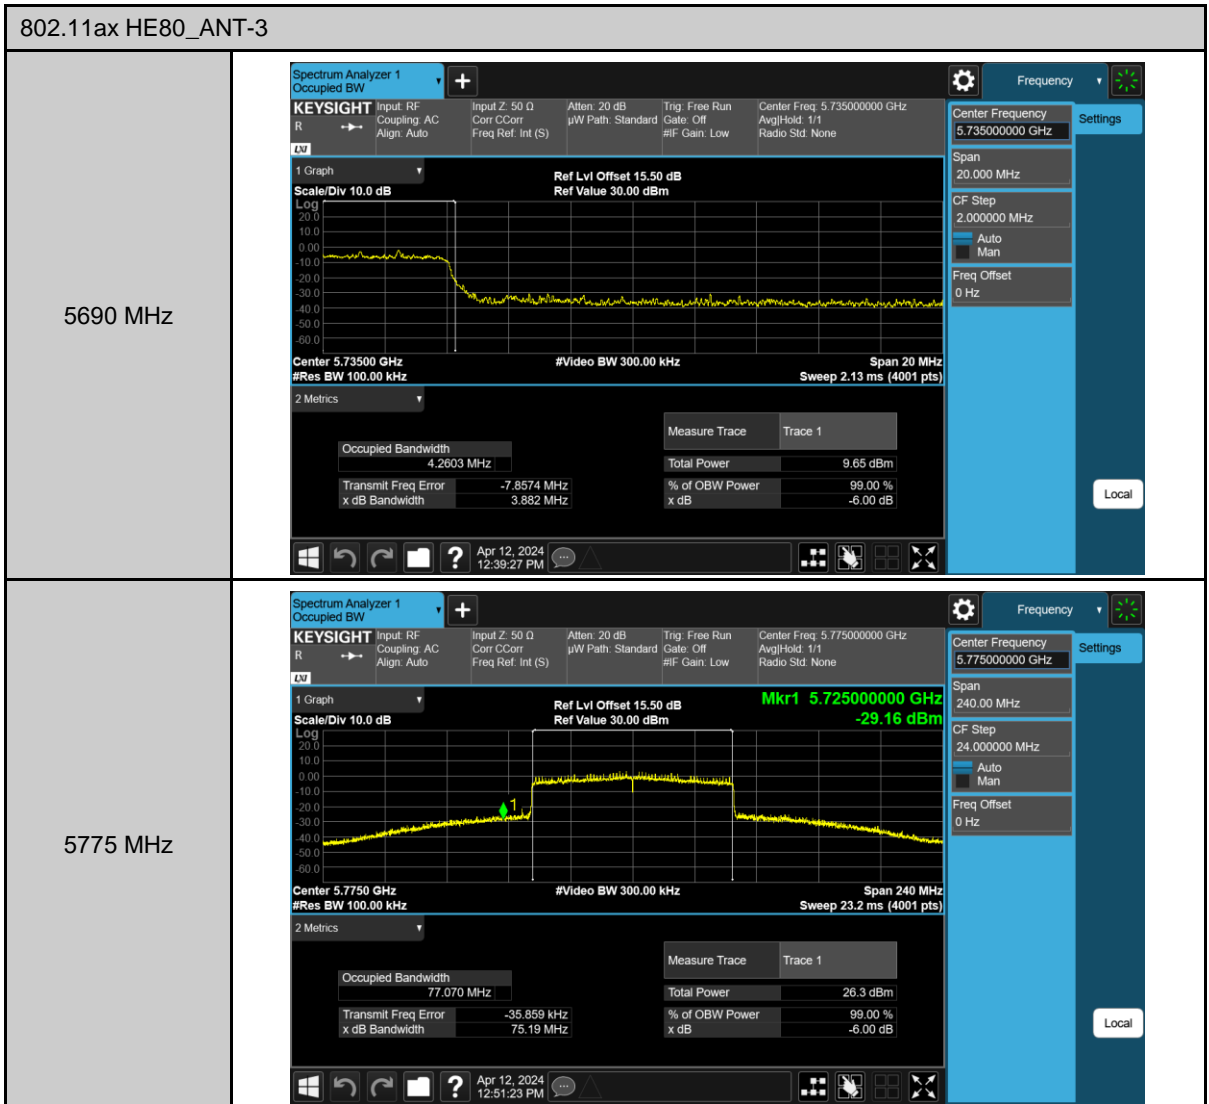 802.11ax HE80_ANT-3
5690 MHz
Spectrum Analyzer 1
Occupied BW
+
Frequency
KEYSIGHT
R
LXI
Input: RF
Coupling: AC
Align: Auto
Input Z: 50 Ω
Corr CCorr
Freq Ref: Int (S)
Atten: 20 dB
µW Path: Standard
Trig: Free Run
Gate: Off
#IF Gain: Low
Center Freq: 5.735000000 GHz
Avg|Hold: 1/1
Radio Std: None
Center Frequency
5.735000000 GHz
Settings
Span
20.000 MHz
CF Step
2.000000 MHz
Auto
Man
Freq Offset
0 Hz
Local
1 Graph
Scale/Div 10.0 dB
Ref Lvl Offset 15.50 dB
Ref Value 30.00 dBm
Log
20.0
10.0
0.00
-10.0
-20.0
-30.0
-40.0
-50.0
-60.0
Center 5.73500 GHz
#Video BW 300.00 kHz
Span 20 MHz
#Res BW 100.00 kHz
Sweep 2.13 ms (4001 pts)
2 Metrics
Measure Trace Trace 1
Occupied Bandwidth
4.2603 MHz
Total Power 9.65 dBm
Transmit Freq Error -7.8574 MHz
x dB Bandwidth 3.882 MHz
% of OBW Power 99.00 %
x dB -6.00 dB
?
Apr 12, 2024
12:39:27 PM
5775 MHz
Spectrum Analyzer 1
Occupied BW
+
Frequency
KEYSIGHT
R
LXI
Input: RF
Coupling: AC
Align: Auto
Input Z: 50 Ω
Corr CCorr
Freq Ref: Int (S)
Atten: 20 dB
µW Path: Standard
Trig: Free Run
Gate: Off
#IF Gain: Low
Center Freq: 5.775000000 GHz
Avg|Hold: 1/1
Radio Std: None
Center Frequency
5.775000000 GHz
Settings
Span
240.00 MHz
CF Step
24.000000 MHz
Auto
Man
Freq Offset
0 Hz
Local
1 Graph
Scale/Div 10.0 dB
Ref Lvl Offset 15.50 dB
Ref Value 30.00 dBm
Mkr1 5.725000000 GHz
-29.16 dBm
Log
20.0
10.0
0.00
-10.0
-20.0
-30.0
-40.0
-50.0
-60.0
1
Center 5.7750 GHz
#Video BW 300.00 kHz
Span 240 MHz
#Res BW 100.00 kHz
Sweep 23.2 ms (4001 pts)
2 Metrics
Measure Trace Trace 1
Occupied Bandwidth
77.070 MHz
Total Power 26.3 dBm
Transmit Freq Error -35.859 kHz
x dB Bandwidth 75.19 MHz
% of OBW Power 99.00 %
x dB -6.00 dB
?
Apr 12, 2024
12:51:23 PM